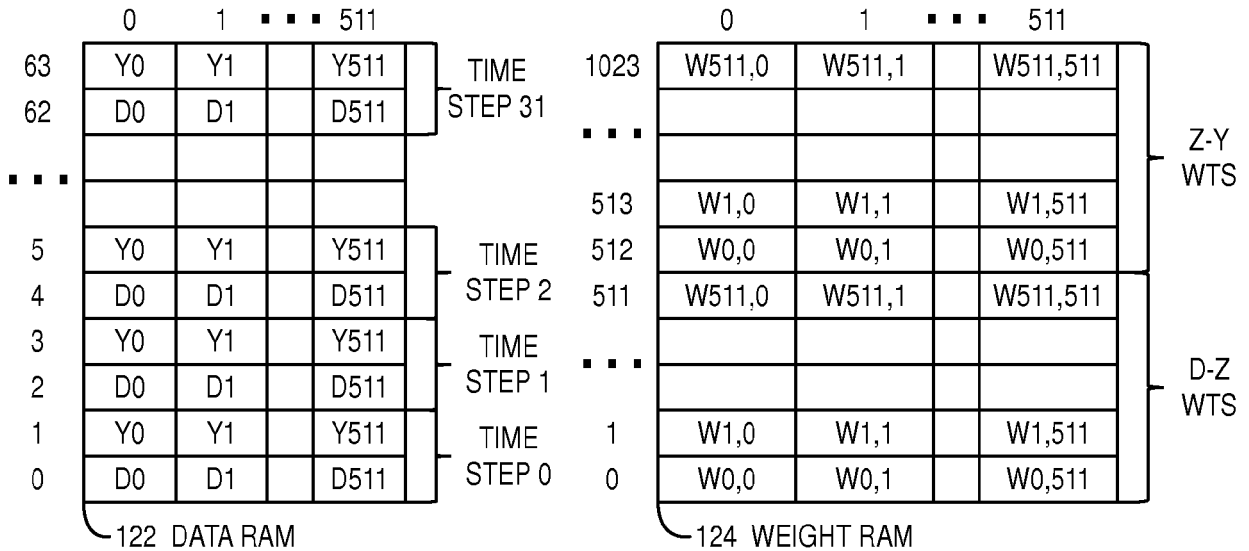 0 1 ▪ ▪ ▪ 511
63 Y0 Y1 Y511
62 D0 D1 D511
TIME
STEP 31
▪ ▪ ▪
5 Y0 Y1 Y511
4 D0 D1 D511
TIME
STEP 2
3 Y0 Y1 Y511
2 D0 D1 D511
TIME
STEP 1
1 Y0 Y1 Y511
0 D0 D1 D511
TIME
STEP 0
122 DATA RAM
0 1 ▪ ▪ ▪ 511
1023 W511,0 W511,1 W511,511
▪ ▪ ▪
513 W1,0 W1,1 W1,511
512 W0,0 W0,1 W0,511
Z-Y
WTS
511 W511,0 W511,1 W511,511
▪ ▪ ▪
1 W1,0 W1,1 W1,511
0 W0,0 W0,1 W0,511
D-Z
WTS
124 WEIGHT RAM